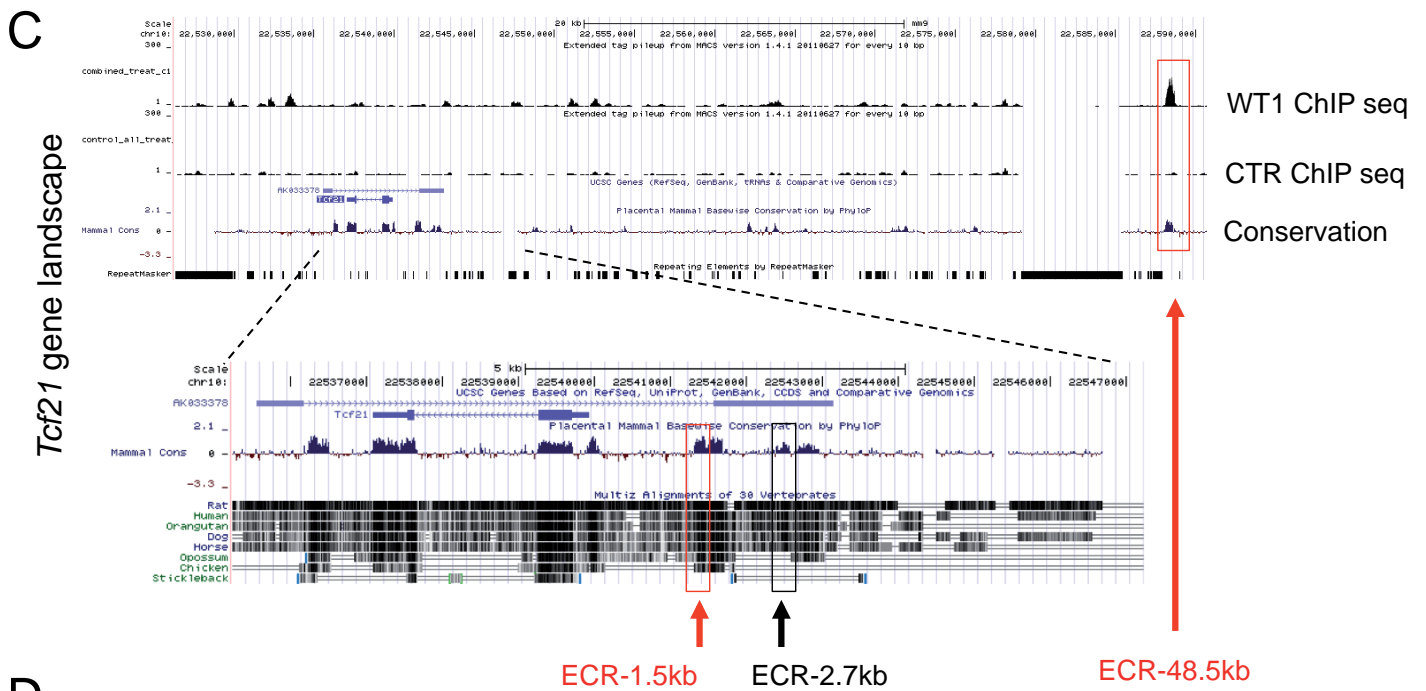 C
Scale
20 kb
mm9
chr10:
22,530,000| 22,535,000| 22,540,000| 22,545,000| 22,550,000| 22,555,000| 22,560,000| 22,565,000| 22,570,000| 22,575,000| 22,580,000| 22,585,000| 22,590,000|
300 _
Extended tag pileup from MACS version 1.4.1 20110627 for every 10 bp
combined_treat_c1
WT1 ChIP seq
1 _
300 _
Extended tag pileup from MACS version 1.4.1 20110627 for every 10 bp
control_all_treat_
CTR ChIP seq
1 _
UCSC Genes (RefSeq, GenBank, tRNAs & Comparative Genomics)
AK033378
Tcf21
2.1 _
Placental Mammal Basewise Conservation by PhyloP
Mammal Cons
0 -
Conservation
-3.3 _
Repeating Elements by RepeatMasker
RepeatMasker
Tcf21 gene landscape
Scale
5 kb
chr10:
| 22537000| 22538000| 22539000| 22540000| 22541000| 22542000| 22543000| 22544000| 22545000| 22546000| 22547000|
UCSC Genes Based on RefSeq, UniProt, GenBank, CCDS and Comparative Genomics
AK033378
Tcf21
2.1 _
Placental Mammal Basewise Conservation by PhyloP
Mammal Cons
0 -
-3.3 _
Multiz Alignments of 30 Vertebrates
Rat
Human
Orangutan
Dog
Horse
Opossum
Chicken
Stickleback
ECR-1.5kb
ECR-2.7kb
ECR-48.5kb